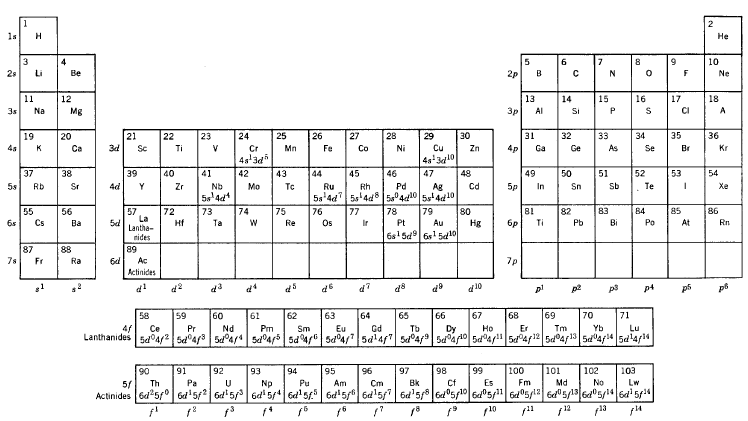 1 2
1s H He
3 4 5 6 7 8 9 10
2s Li Be 2p B C N O F Ne
11 12 13 14 15 16 17 18
3s Na Mg 3p Al Si P S Cl A
19 20 21 22 23 24 25 26 27 28 29 30 31 32 33 34 35 36
4s K Ca 3d Sc Ti V Cr Mn Fe Co Ni Cu Zn 4p Ga Ge As Se Br Kr
4s¹3d⁵ 4s¹3d¹⁰
37 38 39 40 41 42 43 44 45 46 47 48 49 50 51 52 53 54
5s Rb Sr 4d Y Zr Nb Mo Tc Ru Rh Pd Ag Cd 5p In Sn Sb Te I Xe
5s¹4d⁴ 5s¹4d⁷ 5s¹4d⁸ 5s⁰4d¹⁰ 5s¹4d¹⁰
55 56 57 72 73 74 75 76 77 78 79 80 81 82 83 84 85 86
6s Cs Ba 5d La Hf Ta W Re Os Ir Pt Au Hg 6p Ti Pb Bi Po At Rn
Lantha-
nides 6s¹5d⁹ 6s¹5d¹⁰
87 88 89
7s Fr Ra 6d Ac 7p
Actinides
s¹ s² d¹ d² d³ d⁴ d⁵ d⁶ d⁷ d⁸ d⁹ d¹⁰ p¹ p² p³ p⁴ p⁵ p⁶
58 59 60 61 62 63 64 65 66 67 68 69 70 71
4f Ce Pr Nd Pm Sm Eu Gd Tb Dy Ho Er Tm Yb Lu
Lanthanides 5d⁰4f² 5d⁰4f³ 5d⁰4f⁴ 5d⁰4f⁵ 5d⁰4f⁶ 5d⁰4f⁷ 5d¹4f⁷ 5d⁰4f⁹ 5d⁰4f¹⁰ 5d⁰4f¹¹ 5d⁰4f¹² 5d⁰4f¹³ 5d⁰4f¹⁴ 5d¹4f¹⁴
90 91 92 93 94 95 96 97 98 99 100 101 102 103
5f Th Pa U Np Pu Am Cm Bk Cf Es Fm Md No Lw
Actinides 6d²5f⁰ 6d¹5f² 6d¹5f³ 6d¹5f⁴ 6d¹5f⁵ 6d⁰5f⁷ 6d¹5f⁷ 6d¹5f⁸ 6d⁰5f¹⁰ 6d⁰5f¹¹ 6d⁰5f¹² 6d⁰5f¹³ 6d⁰5f¹⁴ 6d¹5f¹⁴
f¹ f² f³ f⁴ f⁵ f⁶ f⁷ f⁸ f⁹ f¹⁰ f¹¹ f¹² f¹³ f¹⁴